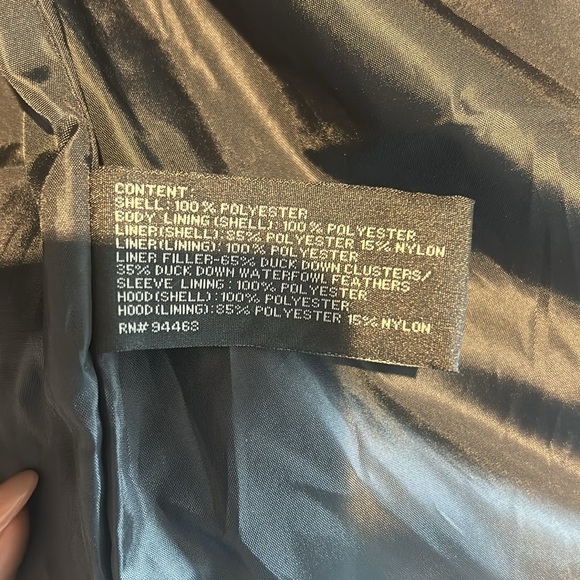 CONTENT.
SHELL: 100% POLYESTER
BODY LINING(SHELL): 100% POLYESTER
LINER(SHELL): 85% POLYESTER 15% NYLON
LINER(LINING): 100% POLYESTER
LINER FILLER-65% DUCK DOWN CLUSTERS/
35% DUCK DOWN WATERFOWL FEATHERS
SLEEVE LINING : 100% POLYESTER
HOOD(SHELL): 100% POLYESTER
HOOD(LINING): 85% POLYESTER 15% NYLON
RN# 94463